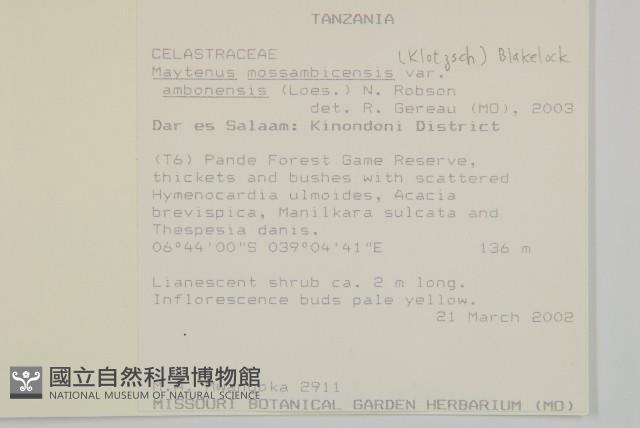 TANZANIA
CELASTRACEAE (Klotzsch) Blakelock
Maytenus mossambicensis var.
ambonensis (Loes.) N. Robson
det. R. Gereau (MO), 2003
Dar es Salaam: Kinondoni District
(T6) Pande Forest Game Reserve,
thickets and bushes with scattered
Hymenocardia ulmoides, Acacia
brevispica, Manilkara sulcata and
Thespesia danis.
06°44'00"S 039°04'41"E 136 m
Lianescent shrub ca. 2 m long.
Inflorescence buds pale yellow.
21 March 2002
2911
MISSOURI BOTANICAL GARDEN HERBARIUM (MO)
國立自然科學博物館
NATIONAL MUSEUM OF NATURAL SCIENCE